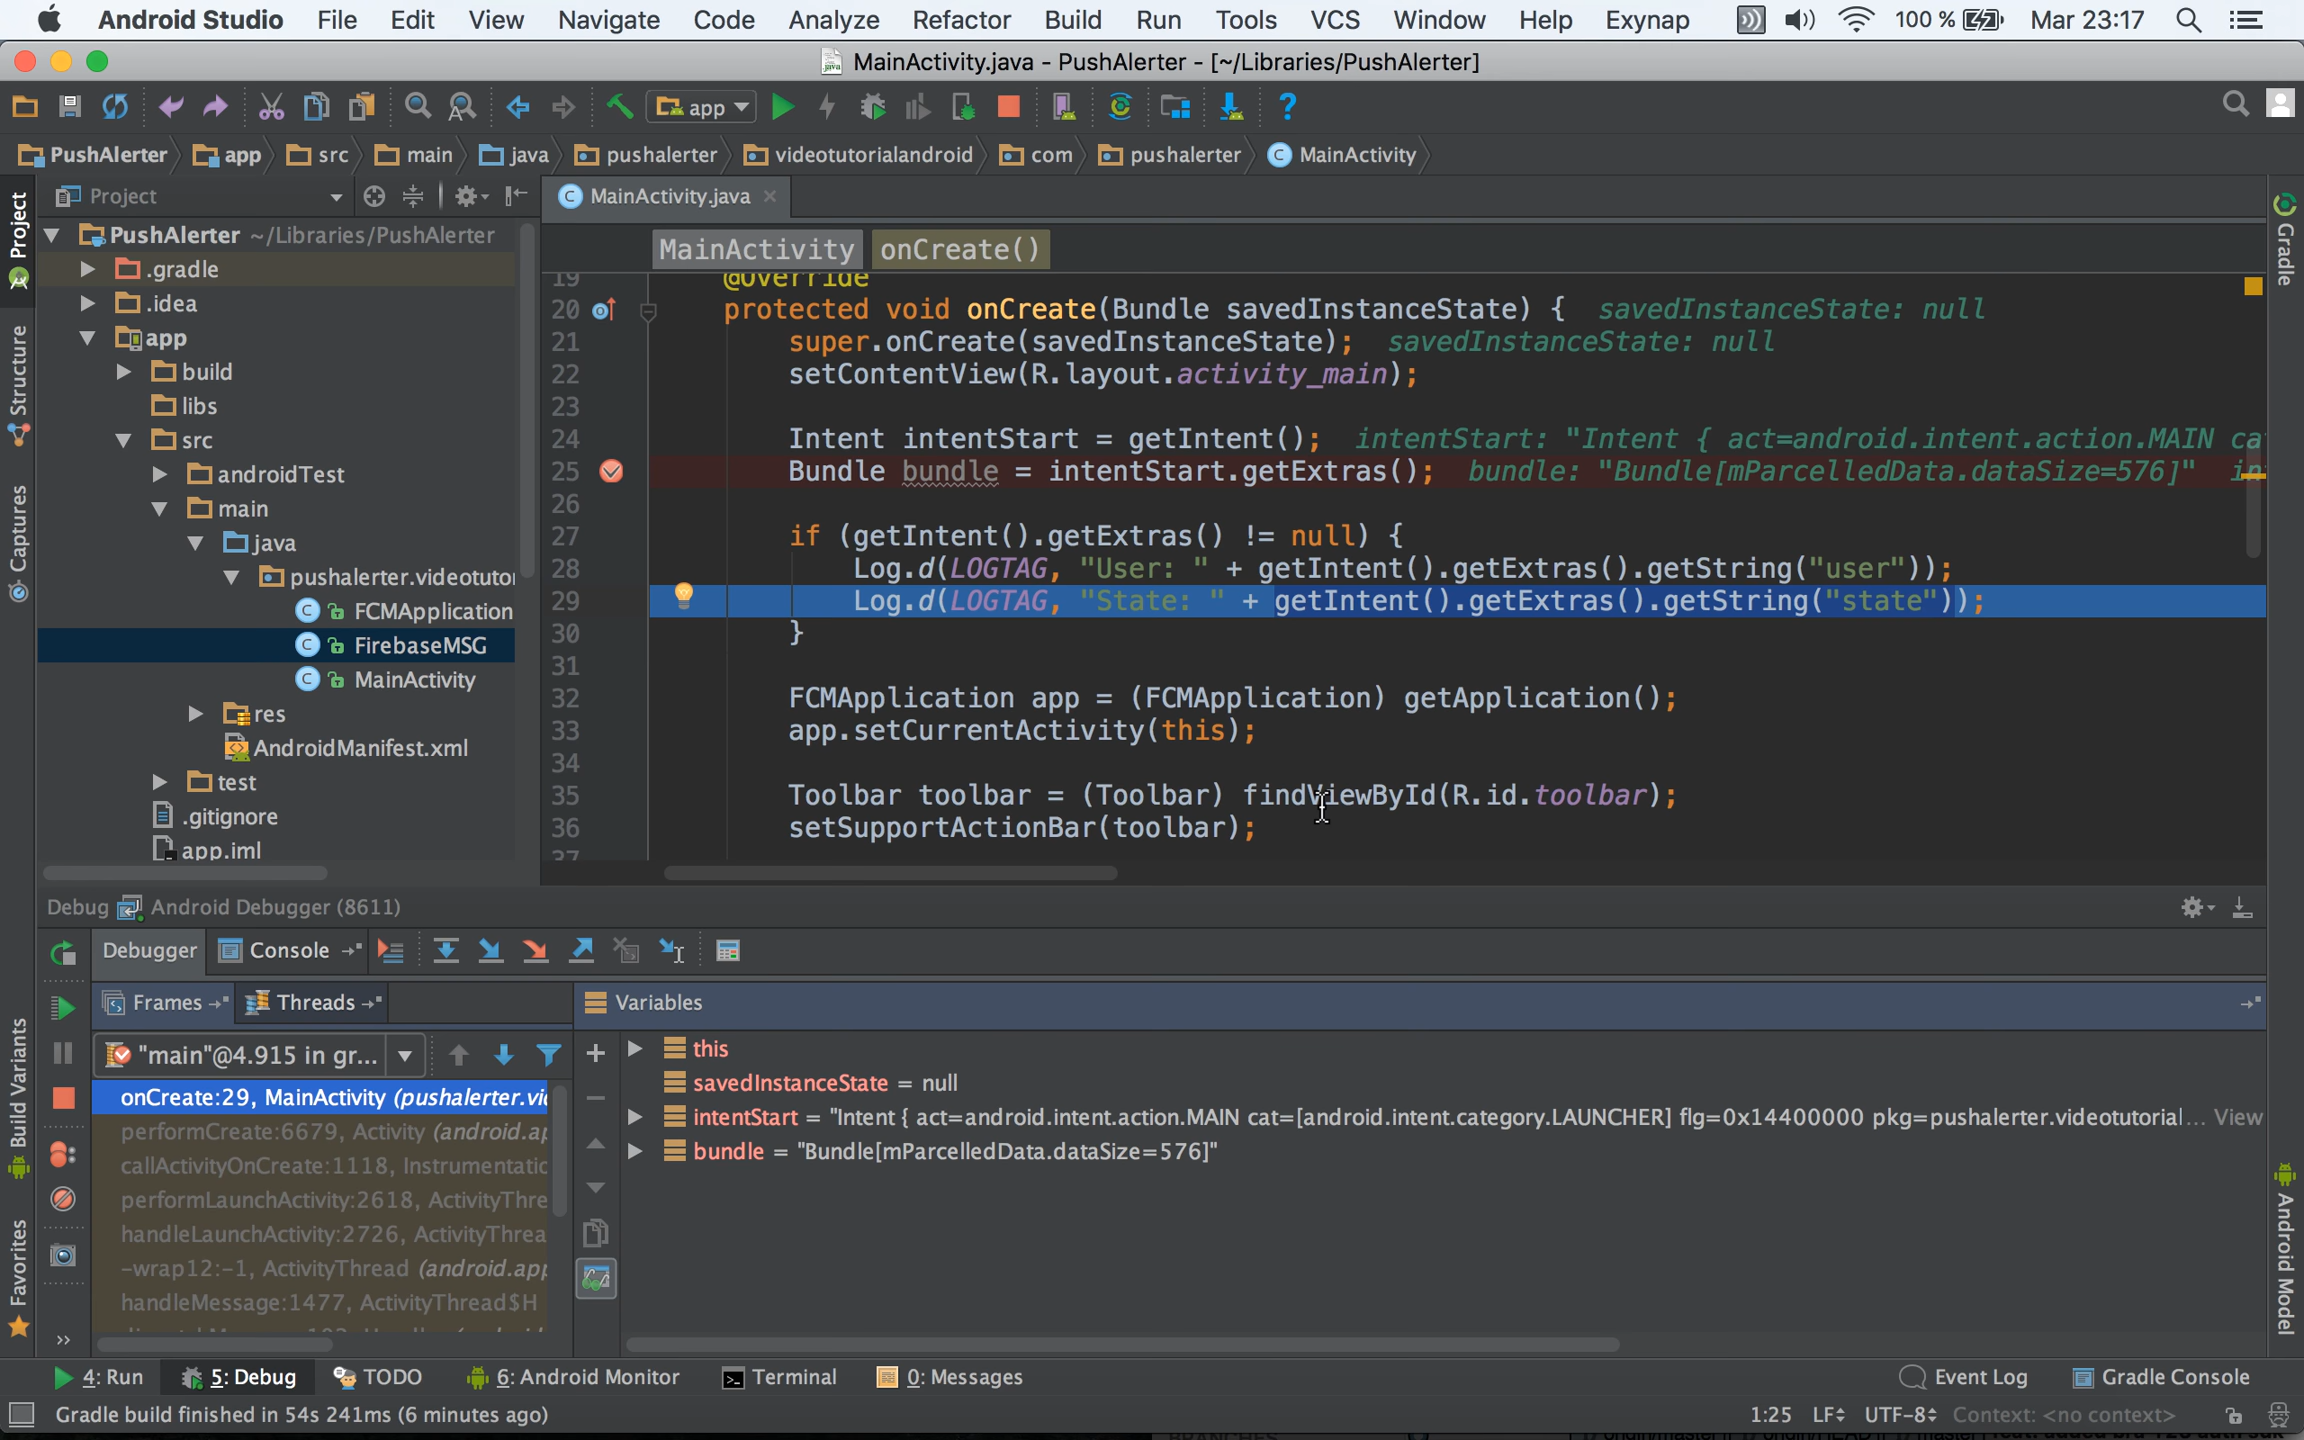 Android Studio File Edit View Navigate Code Analyze Refactor Build Run Tools VCS Window Help Exynap 100 % Mar 23:17
MainActivity.java - PushAlerter - [~/Libraries/PushAlerter]
app
PushAlerter app src main java pushalerter videotutorialandroid com pushalerter MainActivity
Project
MainActivity.java
Project
Structure
Captures
Build Variants
Favorites
Gradle
Android Model
PushAlerter ~/Libraries/PushAlerter
.gradle
.idea
app
build
libs
src
androidTest
main
java
pushalerter.videotutor
FCMApplication
FirebaseMSG
MainActivity
res
AndroidManifest.xml
test
.gitignore
app.iml
MainActivity onCreate()
19 @Override
20 protected void onCreate(Bundle savedInstanceState) { savedInstanceState: null
21 super.onCreate(savedInstanceState); savedInstanceState: null
22 setContentView(R.layout.activity_main);
23
24 Intent intentStart = getIntent(); intentStart: "Intent { act=android.intent.action.MAIN ca
25 Bundle bundle = intentStart.getExtras(); bundle: "Bundle[mParcelledData.dataSize=576]" in
26
27 if (getIntent().getExtras() != null) {
28 Log.d(LOGTAG, "User: " + getIntent().getExtras().getString("user"));
29 Log.d(LOGTAG, "State: " + getIntent().getExtras().getString("state"));
30 }
31
32 FCMApplication app = (FCMApplication) getApplication();
33 app.setCurrentActivity(this);
34
35 Toolbar toolbar = (Toolbar) findViewById(R.id.toolbar);
36 setSupportActionBar(toolbar);
37
Debug Android Debugger (8611)
Debugger Console
Frames Threads
Variables
"main"@4.915 in gr...
onCreate:29, MainActivity (pushalerter.vi
performCreate:6679, Activity (android.ap
callActivityOnCreate:1118, Instrumentatio
performLaunchActivity:2618, ActivityThre
handleLaunchActivity:2726, ActivityThrea
-wrap12:-1, ActivityThread (android.app
handleMessage:1477, ActivityThread$H
this
savedInstanceState = null
intentStart = "Intent { act=android.intent.action.MAIN cat=[android.intent.category.LAUNCHER] flg=0x14400000 pkg=pushalerter.videotutorial... View
bundle = "Bundle[mParcelledData.dataSize=576]"
4: Run 5: Debug TODO 6: Android Monitor Terminal 0: Messages Event Log Gradle Console
Gradle build finished in 54s 241ms (6 minutes ago) 1:25 LF UTF-8 Context: <no context>